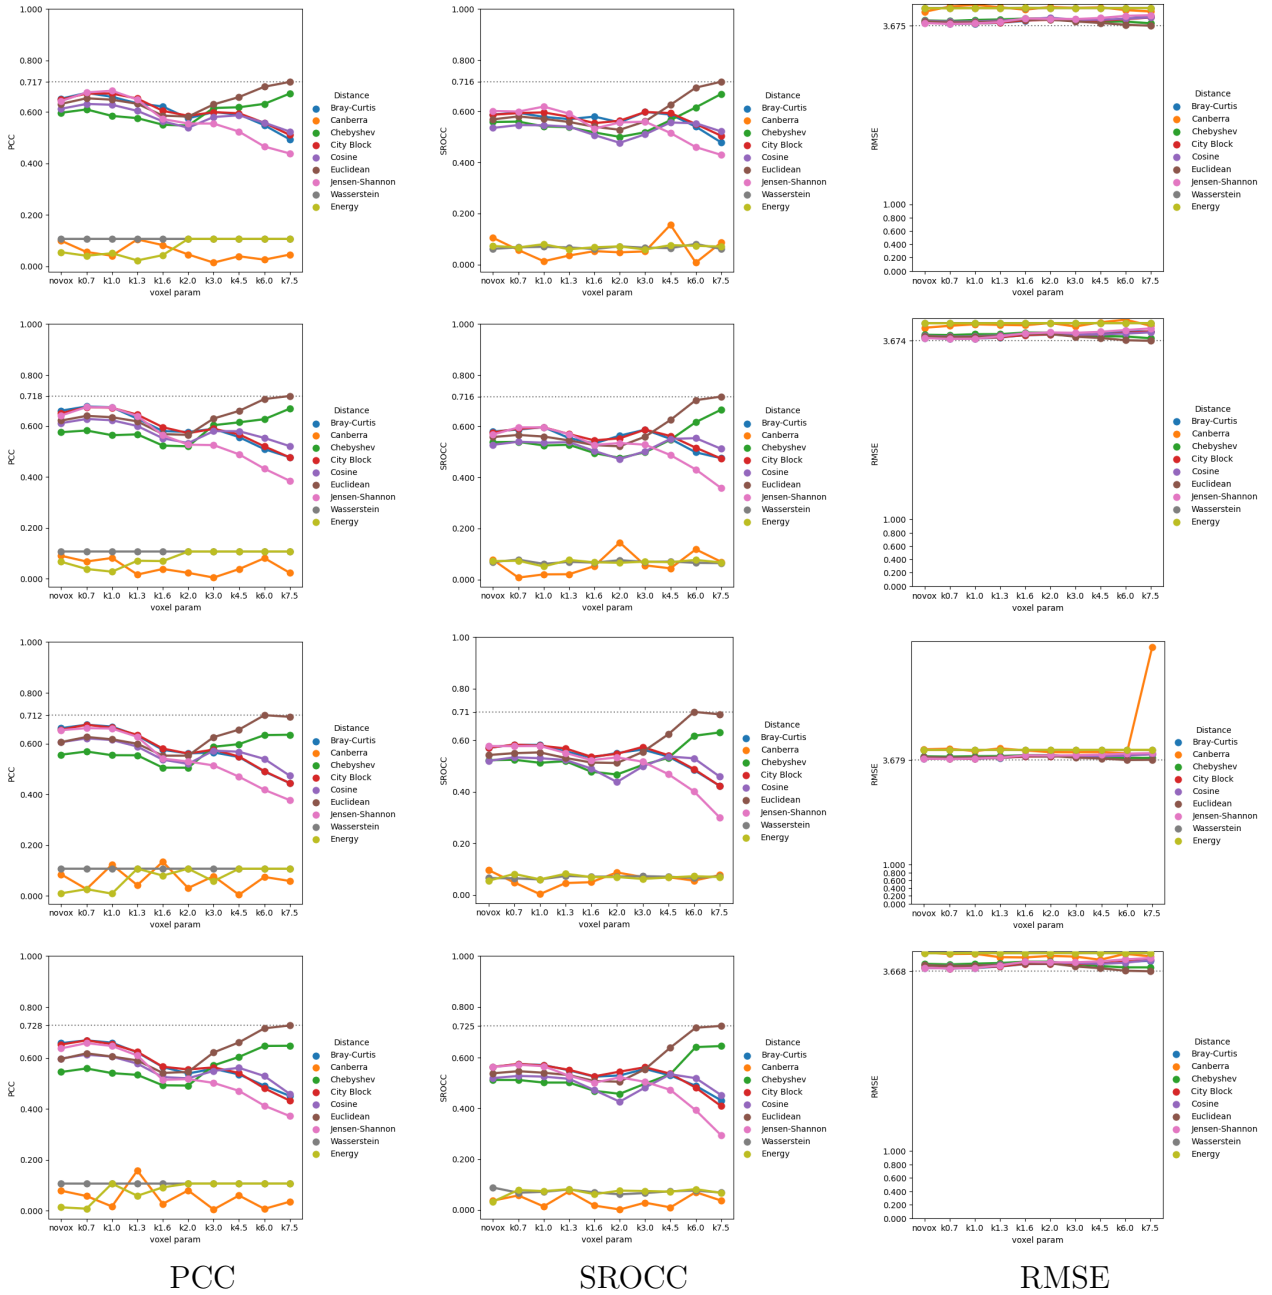 1.000
0.800
0.717
0.600
0.400
0.200
0.000
PCC
novox k0.7 k1.0 k1.3 k1.6 k2.0 k3.0 k4.5 k6.0 k7.5
voxel param
Distance
Bray-Curtis
Canberra
Chebyshev
City Block
Cosine
Euclidean
Jensen-Shannon
Wasserstein
Energy
1.000
0.800
0.716
0.600
0.400
0.200
0.000
SROCC
novox k0.7 k1.0 k1.3 k1.6 k2.0 k3.0 k4.5 k6.0 k7.5
voxel param
Distance
Bray-Curtis
Canberra
Chebyshev
City Block
Cosine
Euclidean
Jensen-Shannon
Wasserstein
Energy
3.675
1.000
0.800
0.600
0.400
0.200
0.000
RMSE
novox k0.7 k1.0 k1.3 k1.6 k2.0 k3.0 k4.5 k6.0 k7.5
voxel param
Distance
Bray-Curtis
Canberra
Chebyshev
City Block
Cosine
Euclidean
Jensen-Shannon
Wasserstein
Energy
1.000
0.800
0.718
0.600
0.400
0.200
0.000
PCC
novox k0.7 k1.0 k1.3 k1.6 k2.0 k3.0 k4.5 k6.0 k7.5
voxel param
Distance
Bray-Curtis
Canberra
Chebyshev
City Block
Cosine
Euclidean
Jensen-Shannon
Wasserstein
Energy
1.000
0.800
0.716
0.600
0.400
0.200
0.000
SROCC
novox k0.7 k1.0 k1.3 k1.6 k2.0 k3.0 k4.5 k6.0 k7.5
voxel param
Distance
Bray-Curtis
Canberra
Chebyshev
City Block
Cosine
Euclidean
Jensen-Shannon
Wasserstein
Energy
3.674
1.000
0.800
0.600
0.400
0.200
0.000
RMSE
novox k0.7 k1.0 k1.3 k1.6 k2.0 k3.0 k4.5 k6.0 k7.5
voxel param
Distance
Bray-Curtis
Canberra
Chebyshev
City Block
Cosine
Euclidean
Jensen-Shannon
Wasserstein
Energy
1.000
0.800
0.712
0.600
0.400
0.200
0.000
PCC
novox k0.7 k1.0 k1.3 k1.6 k2.0 k3.0 k4.5 k6.0 k7.5
voxel param
Distance
Bray-Curtis
Canberra
Chebyshev
City Block
Cosine
Euclidean
Jensen-Shannon
Wasserstein
Energy
1.00
0.80
0.71
0.60
0.40
0.20
0.00
SROCC
novox k0.7 k1.0 k1.3 k1.6 k2.0 k3.0 k4.5 k6.0 k7.5
voxel param
Distance
Bray-Curtis
Canberra
Chebyshev
City Block
Cosine
Euclidean
Jensen-Shannon
Wasserstein
Energy
3.679
1.000
0.800
0.600
0.400
0.200
0.000
RMSE
novox k0.7 k1.0 k1.3 k1.6 k2.0 k3.0 k4.5 k6.0 k7.5
voxel param
Distance
Bray-Curtis
Canberra
Chebyshev
City Block
Cosine
Euclidean
Jensen-Shannon
Wasserstein
Energy
1.000
0.800
0.728
0.600
0.400
0.200
0.000
PCC
novox k0.7 k1.0 k1.3 k1.6 k2.0 k3.0 k4.5 k6.0 k7.5
voxel param
Distance
Bray-Curtis
Canberra
Chebyshev
City Block
Cosine
Euclidean
Jensen-Shannon
Wasserstein
Energy
1.000
0.800
0.725
0.600
0.400
0.200
0.000
SROCC
novox k0.7 k1.0 k1.3 k1.6 k2.0 k3.0 k4.5 k6.0 k7.5
voxel param
Distance
Bray-Curtis
Canberra
Chebyshev
City Block
Cosine
Euclidean
Jensen-Shannon
Wasserstein
Energy
3.668
1.000
0.800
0.600
0.400
0.200
0.000
RMSE
novox k0.7 k1.0 k1.3 k1.6 k2.0 k3.0 k4.5 k6.0 k7.5
voxel param
Distance
Bray-Curtis
Canberra
Chebyshev
City Block
Cosine
Euclidean
Jensen-Shannon
Wasserstein
Energy
PCC
SROCC
RMSE